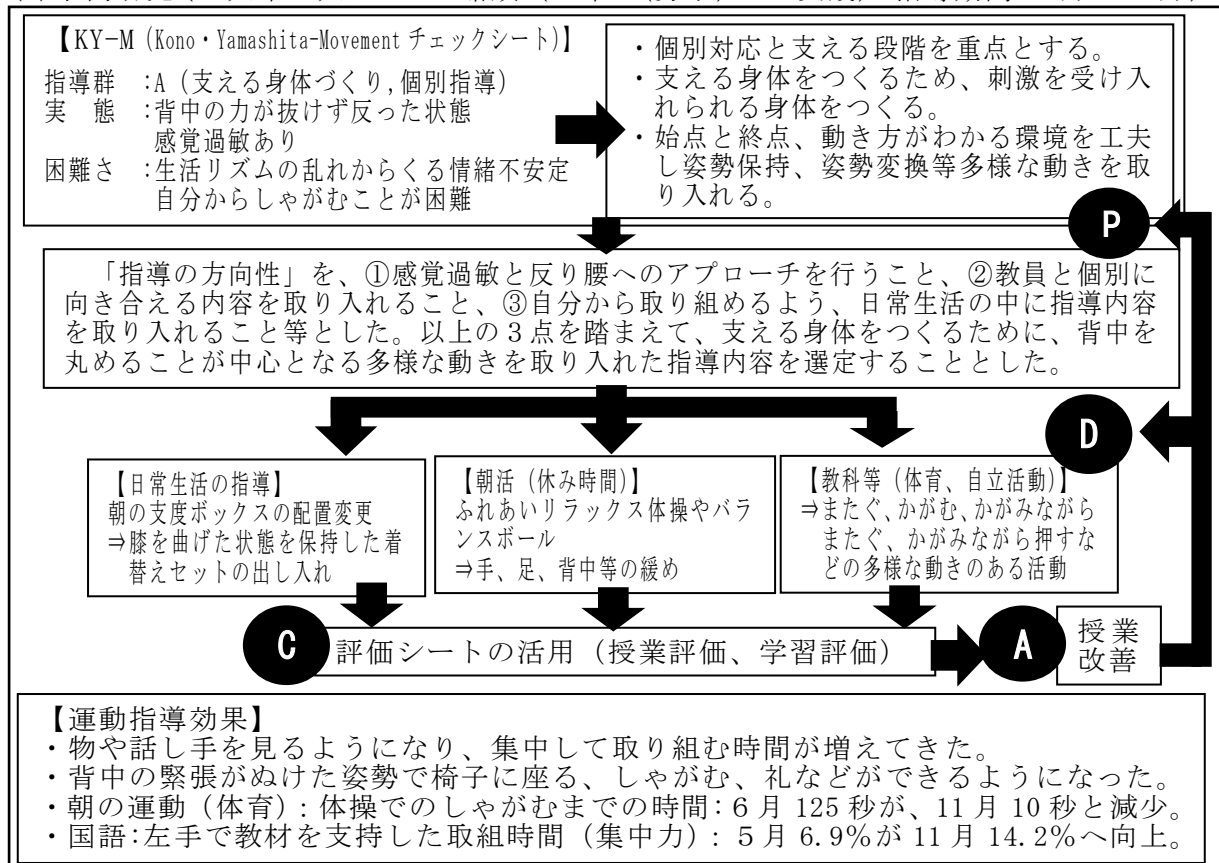 【KY-M（Kono・Yamashita-Movementチェックシート）】
指導群　：A（支える身体づくり,個別指導）
実　態　：背中の力が抜けず反った状態
感覚過敏あり
困難さ　：生活リズムの乱れからくる情緒不安定
自分からしゃがむことが困難
・個別対応と支える段階を重点とする。
・支える身体をつくるため、刺激を受け入
れられる身体をつくる。
・始点と終点、動き方がわかる環境を工夫
し姿勢保持、姿勢変換等多様な動きを取
り入れる。
P
「指導の方向性」を、①感覚過敏と反り腰へのアプローチを行うこと、②教員と個別に
向き合える内容を取り入れること、③自分から取り組めるよう、日常生活の中に指導内容
を取り入れること等とした。以上の３点を踏まえて、支える身体をつくるために、背中を
丸めることが中心となる多様な動きを取り入れた指導内容を選定することとした。
D
【日常生活の指導】
朝の支度ボックスの配置変更
⇒膝を曲げた状態を保持した着
替えセットの出し入れ
【朝活（休み時間）】
ふれあいリラックス体操やバラ
ンスボール
⇒手、足、背中等の緩め
【教科等（体育、自立活動）】
⇒またぐ、かがむ、かがみながら
またぐ、かがみながら押すな
どの多様な動きのある活動
C
評価シートの活用（授業評価、学習評価）
A
授業
改善
【運動指導効果】
・物や話し手を見るようになり、集中して取り組む時間が増えてきた。
・背中の緊張がぬけた姿勢で椅子に座る、しゃがむ、礼などができるようになった。
・朝の運動（体育）：体操でのしゃがむまでの時間：６月 125 秒が、11 月 10 秒と減少。
・国語：左手で教材を支持した取組時間（集中力）：５月 6.9％が 11 月 14.2％へ向上。